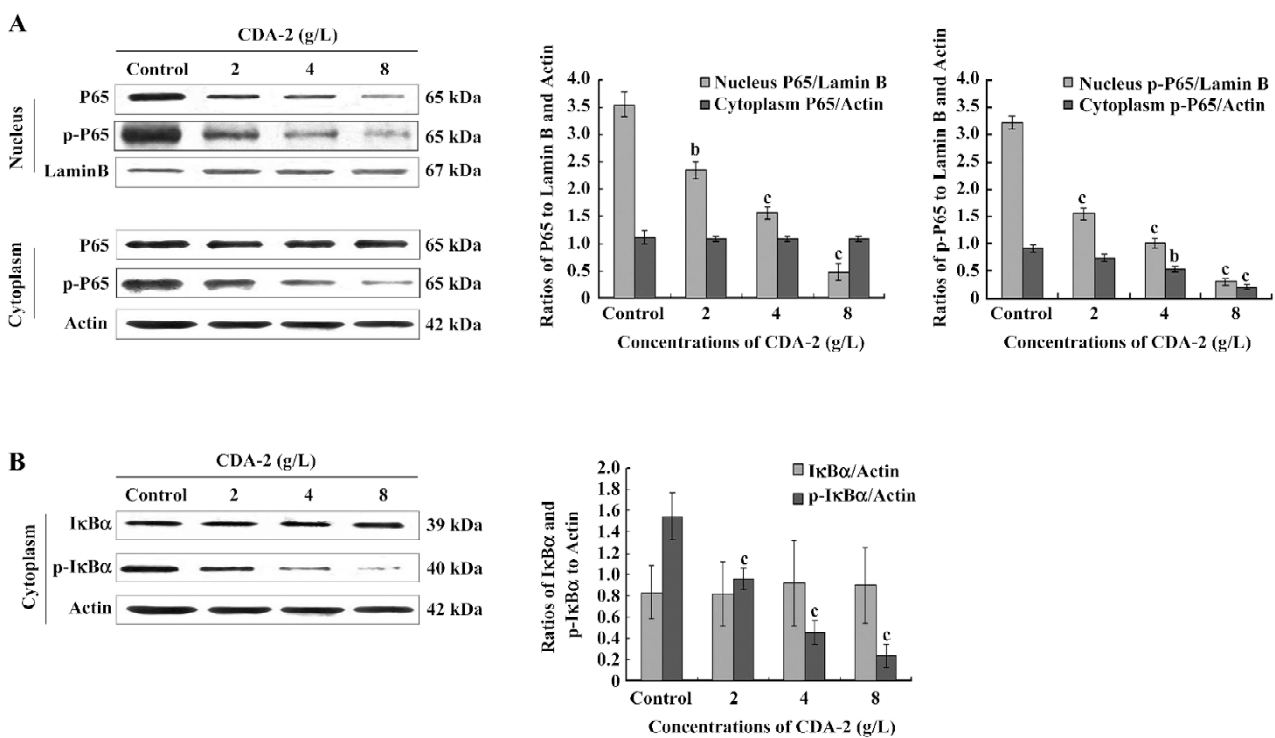 A
CDA-2 (g/L)
Control 2 4 8
Nucleus
P65 65 kDa
p-P65 65 kDa
LaminB 67 kDa
Cytoplasm
P65 65 kDa
p-P65 65 kDa
Actin 42 kDa
Ratios of P65 to Lamin B and Actin
4.0
3.5
3.0
2.5
2.0
1.5
1.0
0.5
0
Nucleus P65/Lamin B
Cytoplasm P65/Actin
b
c
c
Control 2 4 8
Concentrations of CDA-2 (g/L)
Ratios of p-P65 to Lamin B and Actin
4.0
3.5
3.0
2.5
2.0
1.5
1.0
0.5
0
Nucleus p-P65/Lamin B
Cytoplasm p-P65/Actin
c
c
b
c c
Control 2 4 8
Concentrations of CDA-2 (g/L)
B
CDA-2 (g/L)
Control 2 4 8
Cytoplasm
IκBα 39 kDa
p-IκBα 40 kDa
Actin 42 kDa
Ratios of IκBα and
p-IκBα to Actin
2.0
1.8
1.6
1.4
1.2
1.0
0.8
0.6
0.4
0.2
0
IκBα/Actin
p-IκBα/Actin
c
c
c
Control 2 4 8
Concentrations of CDA-2 (g/L)